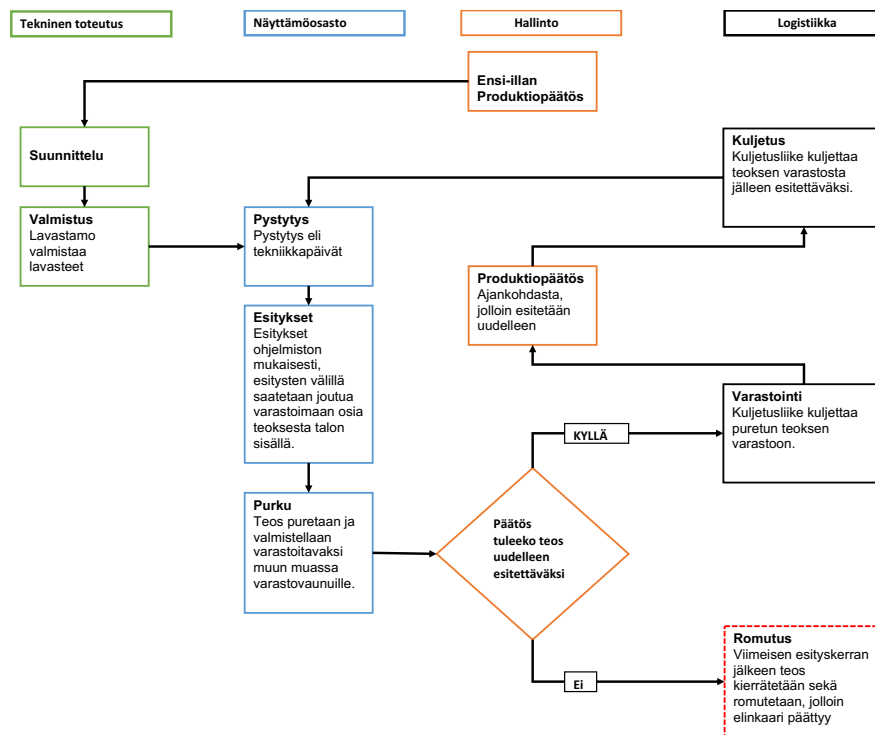 Tekninen toteutus
Näyttämöosasto
Hallinto
Logistiikka
Ensi-illan
Produktiopäätös
Suunnittelu
Valmistus
Lavastamo
valmistaa
lavasteet
Pystytys
Pystytys eli
tekniikkapäivät
Esitykset
Esitykset
ohjelmiston
mukaisesti,
esitysten välillä
saatetaan joutua
varastoimaan osia
teoksesta talon
sisällä.
Purku
Teos puretaan ja
valmistellaan
varastoitavaksi
muun muassa
varastovaunuille.
Päätös
tuleeko teos
uudelleen
esitettäväksi
KYLLÄ
Ei
Varastointi
Kuljetusliike kuljettaa
puretun teoksen
varastoon.
Produktiopäätös
Ajankohdasta,
jolloin esitetään
uudelleen
Kuljetus
Kuljetusliike kuljettaa
teoksen varastosta
jälleen esitettäväksi.
Romutus
Viimeisen esityskerran
jälkeen teos
kierrätetään sekä
romutetaan, jolloin
elinkaari päättyy